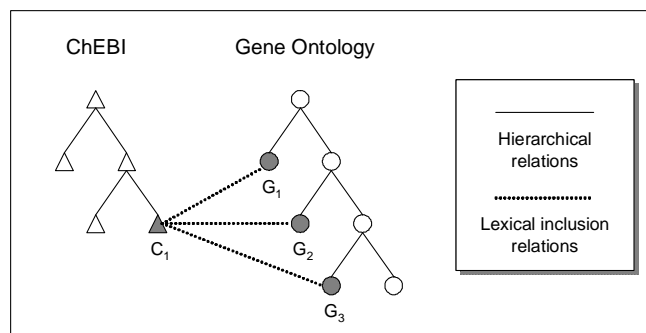 ChEBI
Gene Ontology
G1
C1
G2
G3
Hierarchical
relations
Lexical inclusion
relations